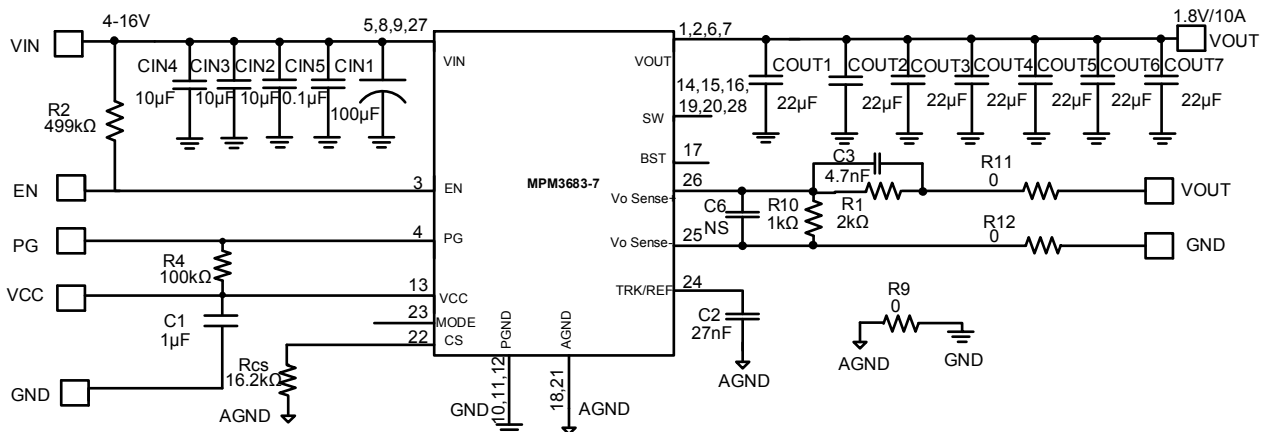 4-16V
VIN
5,8,9,27
1,2,6,7
1.8V/10A
VOUT
VIN
VOUT
CIN4
CIN3
CIN2
CIN5
CIN1
10µF
10µF
10µF
0.1µF
100µF
COUT1
COUT2
COUT3
COUT4
COUT5
COUT6
COUT7
22µF
22µF
22µF
22µF
22µF
22µF
22µF
14,15,16,
19,20,28
SW
R2
499kΩ
17
BST
C3
4.7nF
R11
0
EN
3
EN
MPM3683-7
26
Vo Sense+
C6
NS
R10
1kΩ
R1
2kΩ
VOUT
PG
4
PG
Vo Sense-
25
R12
0
GND
R4
100kΩ
VCC
13
VCC
TRK/REF
24
R9
0
C1
1µF
23
MODE
22
CS
PGND
AGND
C2
27nF
AGND
GND
Rcs
16.2kΩ
GND
AGND
GND
10,11,12
18,21
AGND
AGND